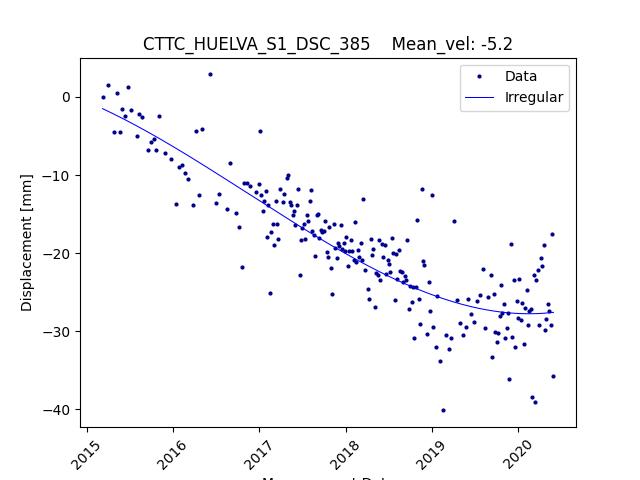 CTTC_HUELVA_S1_DSC_385    Mean_vel: -5.2
Data
Irregular
Displacement [mm]
0
−10
−20
−30
−40
2015
2016
2017
2018
2019
2020